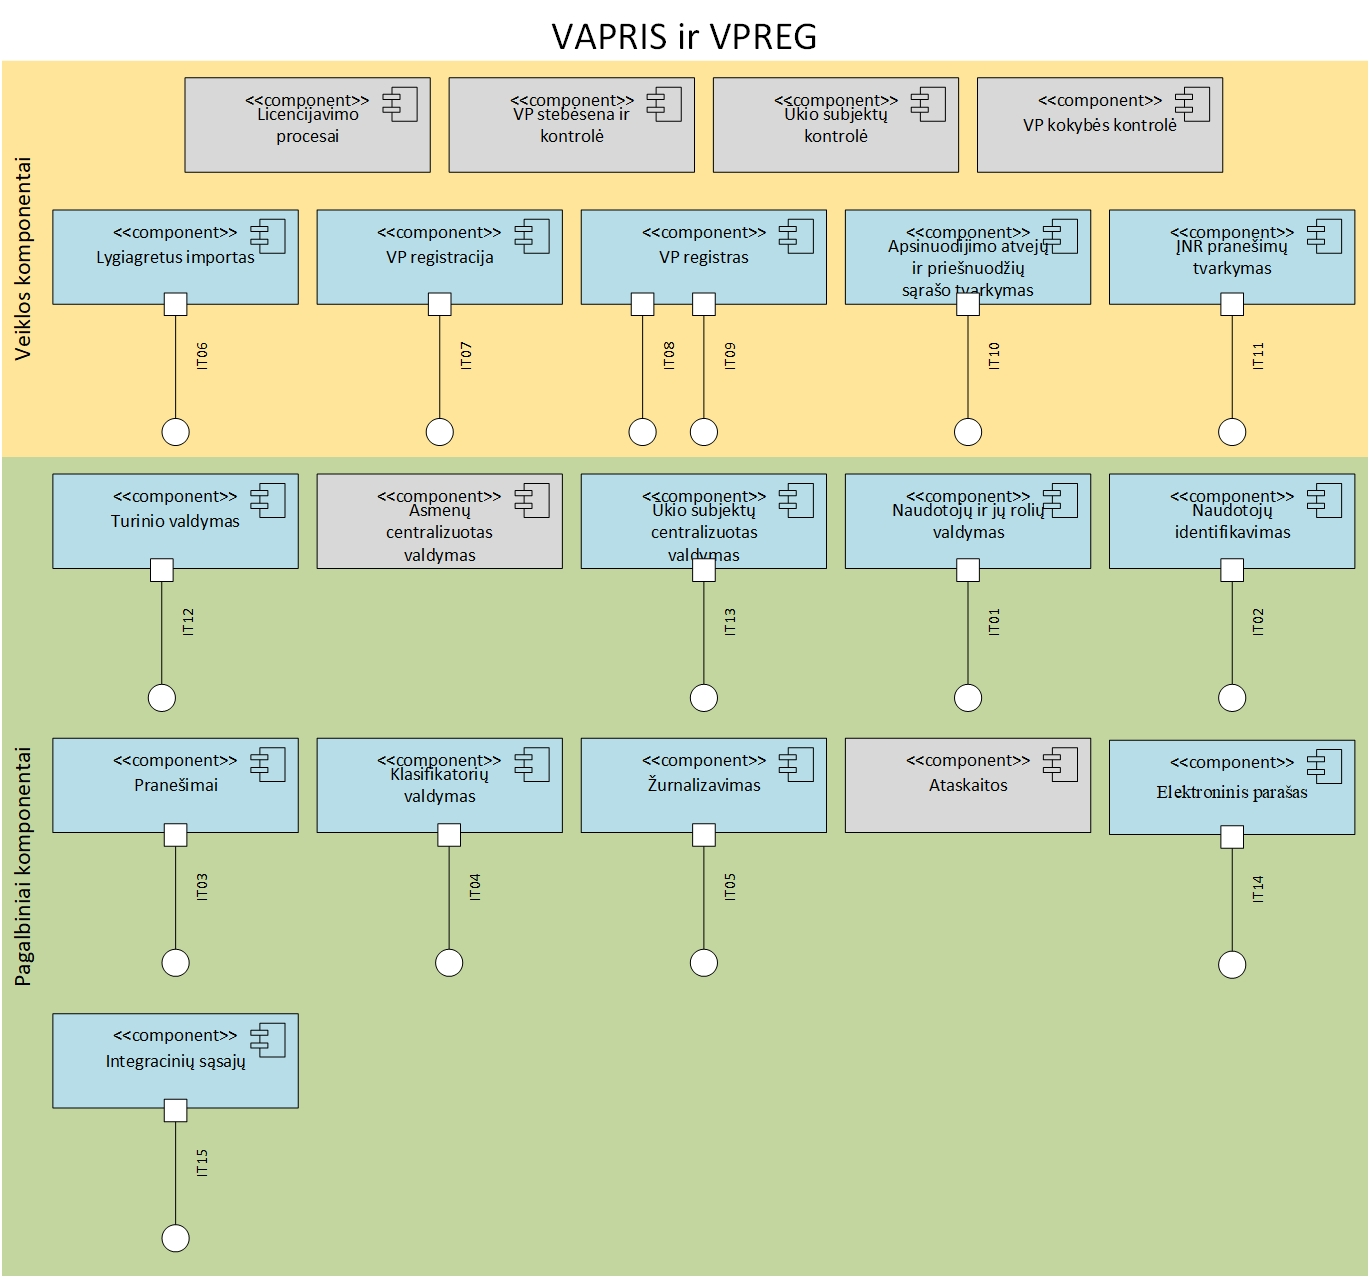 VAPRIS ir VPREG
Veiklos komponentai
<<component>>
Licencijavimo
procesai
<<component>>
VP stebėsena ir
kontrolė
<<component>>
Ūkio subjektų
kontrolė
<<component>>
VP kokybės kontrolė
<<component>>
Lygiagretus importas
IT06
<<component>>
VP registracija
IT07
<<component>>
VP registras
IT08
IT09
<<component>>
Apsinuodijimo atvejų
ir priešnuodžių
sąrašo tvarkymas
IT10
<<component>>
ĮNR pranešimų
tvarkymas
IT11
Pagalbiniai komponentai
<<component>>
Turinio valdymas
IT12
<<component>>
Asmenų
centralizuotas
valdymas
<<component>>
Ūkio subjektų
centralizuotas
valdymas
IT13
<<component>>
Naudotojų ir jų rolių
valdymas
IT01
<<component>>
Naudotojų
identifikavimas
IT02
<<component>>
Pranešimai
IT03
<<component>>
Klasifikatorių
valdymas
IT04
<<component>>
Žurnalizavimas
IT05
<<component>>
Ataskaitos
<<component>>
Elektroninis parašas
IT14
<<component>>
Integracinių sąsajų
IT15